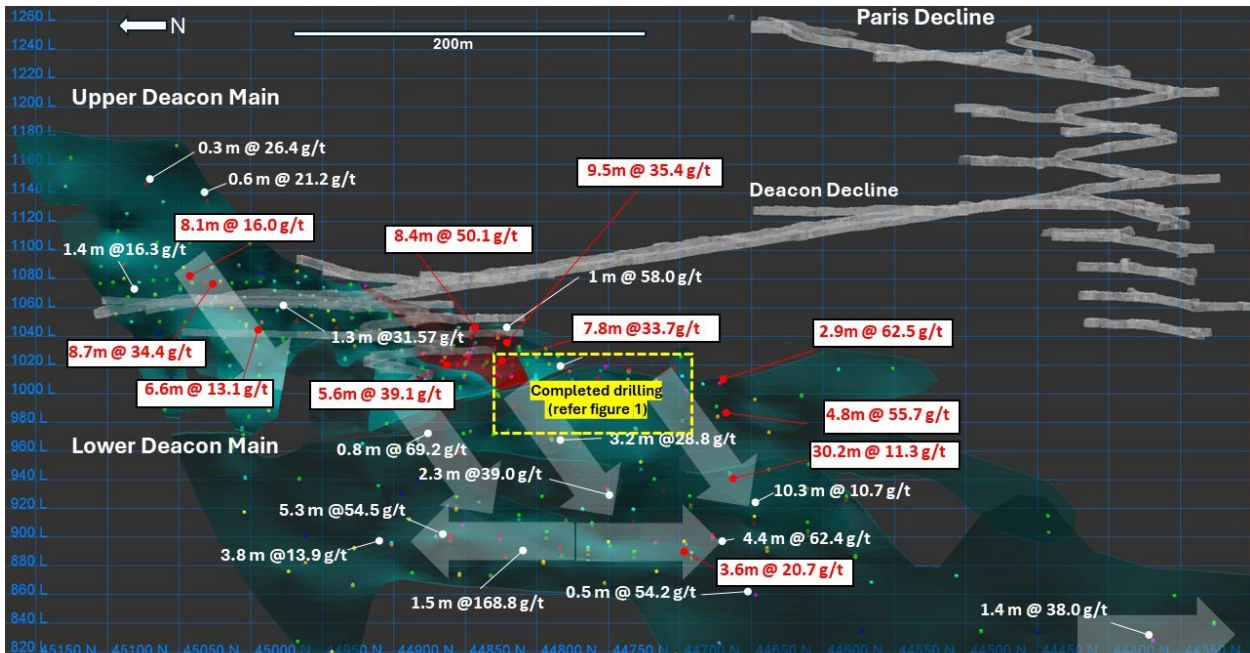 1260 L
N
Paris Decline
1240 L
200m
1220 L
1200 L
Upper Deacon Main
1180 L
1160 L
0.3 m @ 26.4 g/t
9.5m @ 35.4 g/t
1140 L
0.6 m @ 21.2 g/t
Deacon Decline
1120 L
8.1m @ 16.0 g/t
8.4m @ 50.1 g/t
1100 L
1.4 m @16.3 g/t
1080 L
1 m @ 58.0 g/t
1060 L
1040 L
1.3 m @31.57 g/t
7.8m @33.7g/t
2.9m @ 62.5 g/t
8.7m @ 34.4 g/t
1020 L
6.6m @ 13.1g/t
5.6m @ 39.1 g/t
Completed drilling
(refer figure 1)
1000 L
4.8m @ 55.7 g/t
980 L
Lower Deacon Main
0.8 m @ 69.2 g/t
3.2 m @28.8 g/t
960 L
30.2m @ 11.3 g/t
940 L
2.3 m @39.0 g/t
10.3 m @ 10.7 g/t
920 L
5.3 m @54.5 g/t
900 L
4.4 m @ 62.4 g/t
3.8 m @13.9 g/t
880 L
3.6m @ 20.7 g/t
1.5 m @168.8 g/t
0.5 m @ 54.2 g/t
860 L
1.4 m @ 38.0 g/t
840 L
820 L
45150 N
45100 N
45050 N
45000 N
44950 N
44900 N
44850 N
44800 N
44750 N
44700 N
44650 N
44600 N
44550 N
44500 N
44450 N
44400 N
44350 N